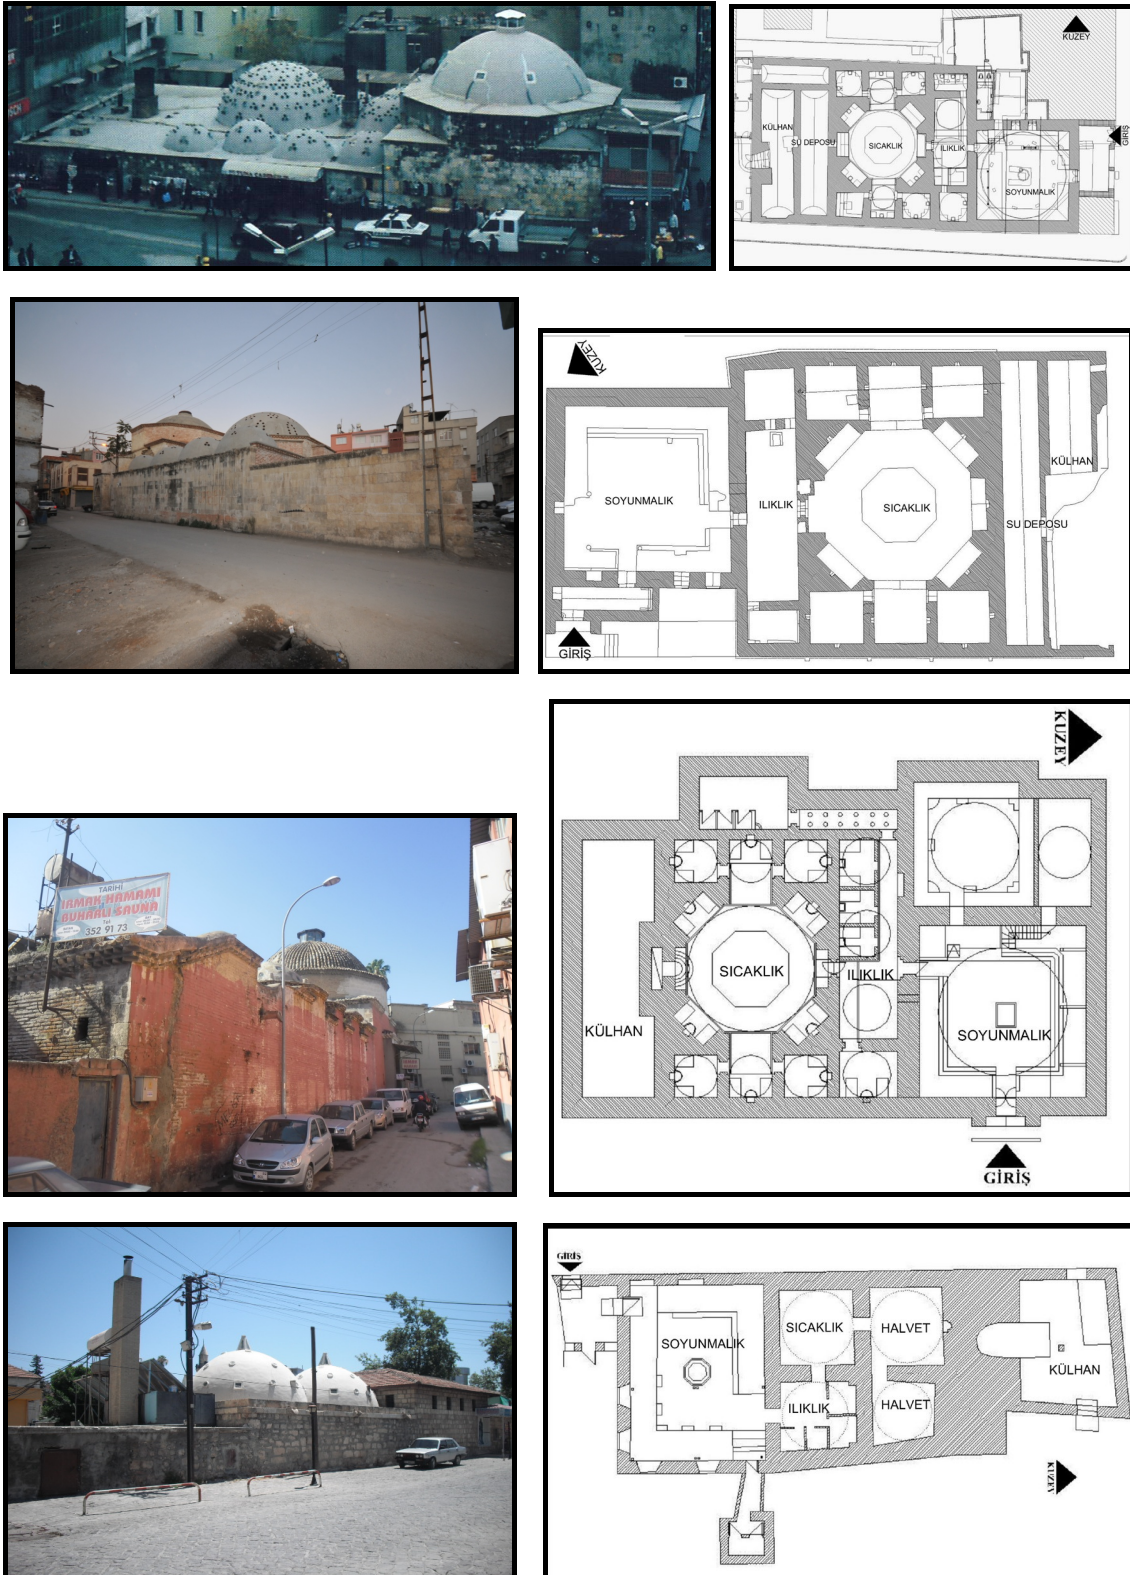 KUZEY
GİRİŞ
KÜLHAN
SU DEPOSU
SICAKLIK
ILIKLIK
SOYUNMALIK
KUZEY
SOYUNMALIK
ILIKLIK
SICAKLIK
SU DEPOSU
KÜLHAN
GİRİŞ
TARİHİ
IRMAK HAMAMI
BUHARLI SAUNA
Tel
352 91 73
KUZEY
SICAKLIK
ILIKLIK
KÜLHAN
SOYUNMALIK
GİRİŞ
GİRİŞ
SOYUNMALIK
SICAKLIK
HALVET
KÜLHAN
ILIKLIK
HALVET
KUZEY